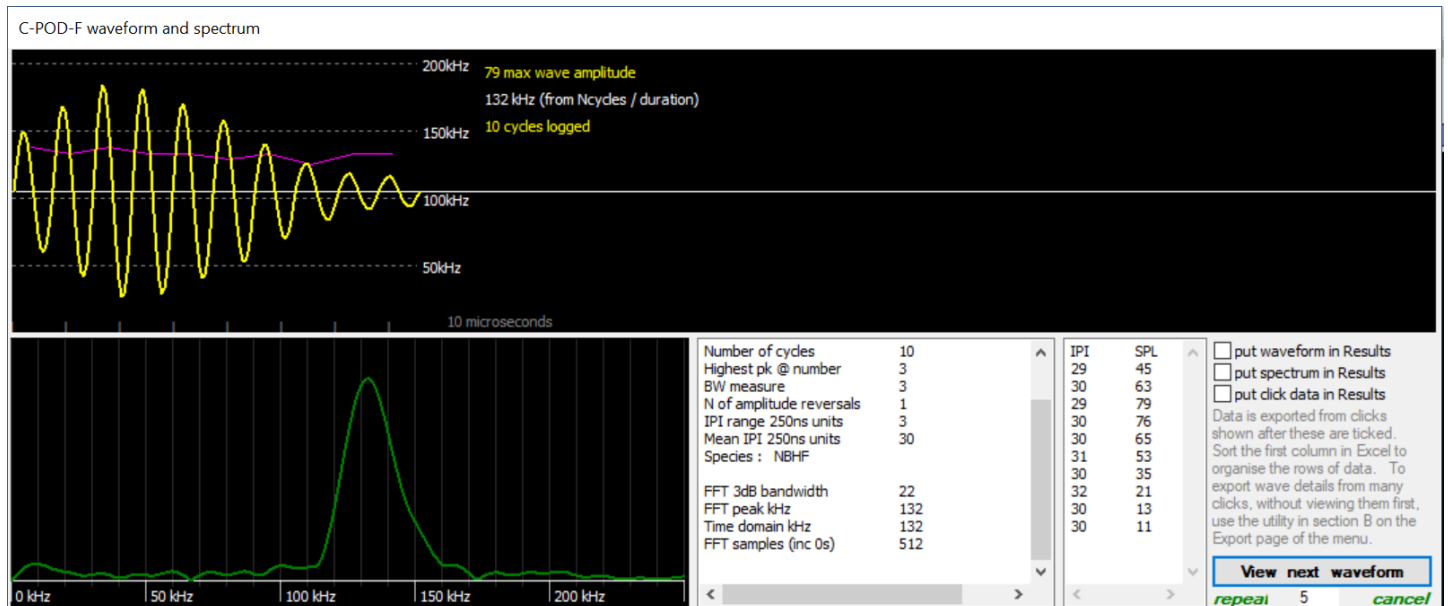 C-POD-F waveform and spectrum
200kHz
79 max wave amplitude
132 kHz (from Ncycles / duration)
10 cycles logged
150kHz
100kHz
50kHz
10 microseconds
0 kHz
50 kHz
100 kHz
150 kHz
200 kHz
Number of cycles 10
Highest pk @ number 3
BW measure 3
N of amplitude reversals 1
IPI range 250ns units 3
Mean IPI 250ns units 30
Species : NBHF
FFT 3dB bandwidth 22
FFT peak kHz 132
Time domain kHz 132
FFT samples (inc 0s) 512
IPI SPL
29 45
30 63
29 79
30 76
30 65
31 53
30 35
32 21
30 13
30 11
put waveform in Results
put spectrum in Results
put click data in Results
Data is exported from clicks
shown after these are ticked.
Sort the first column in Excel to
organise the rows of data. To
export wave details from many
clicks, without viewing them first,
use the utility in section B on the
Export page of the menu.
View next waveform
repeat 5 cancel